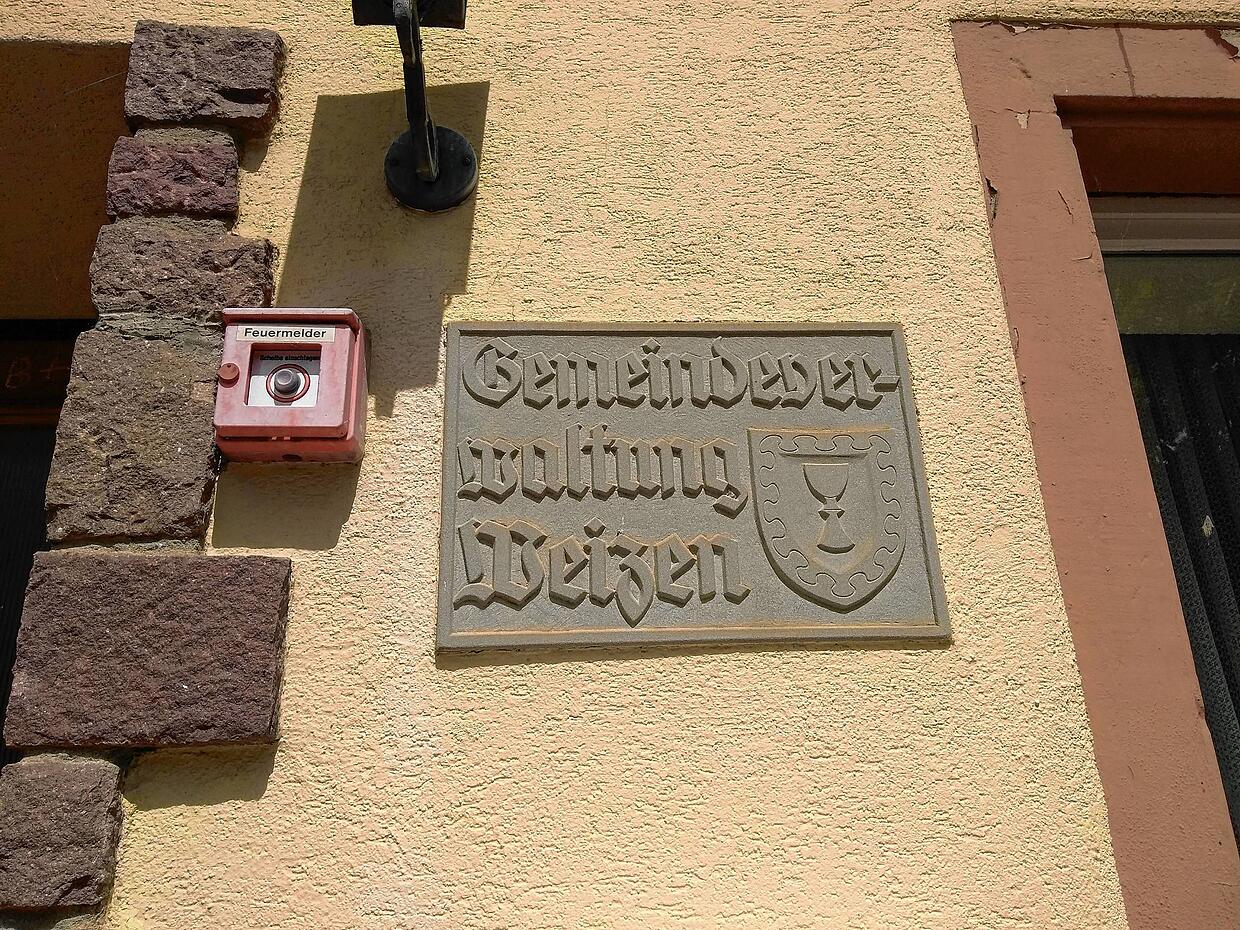 Feuermelder
Scheibe einschlagen
Gemeindever-
waltung
Weizen